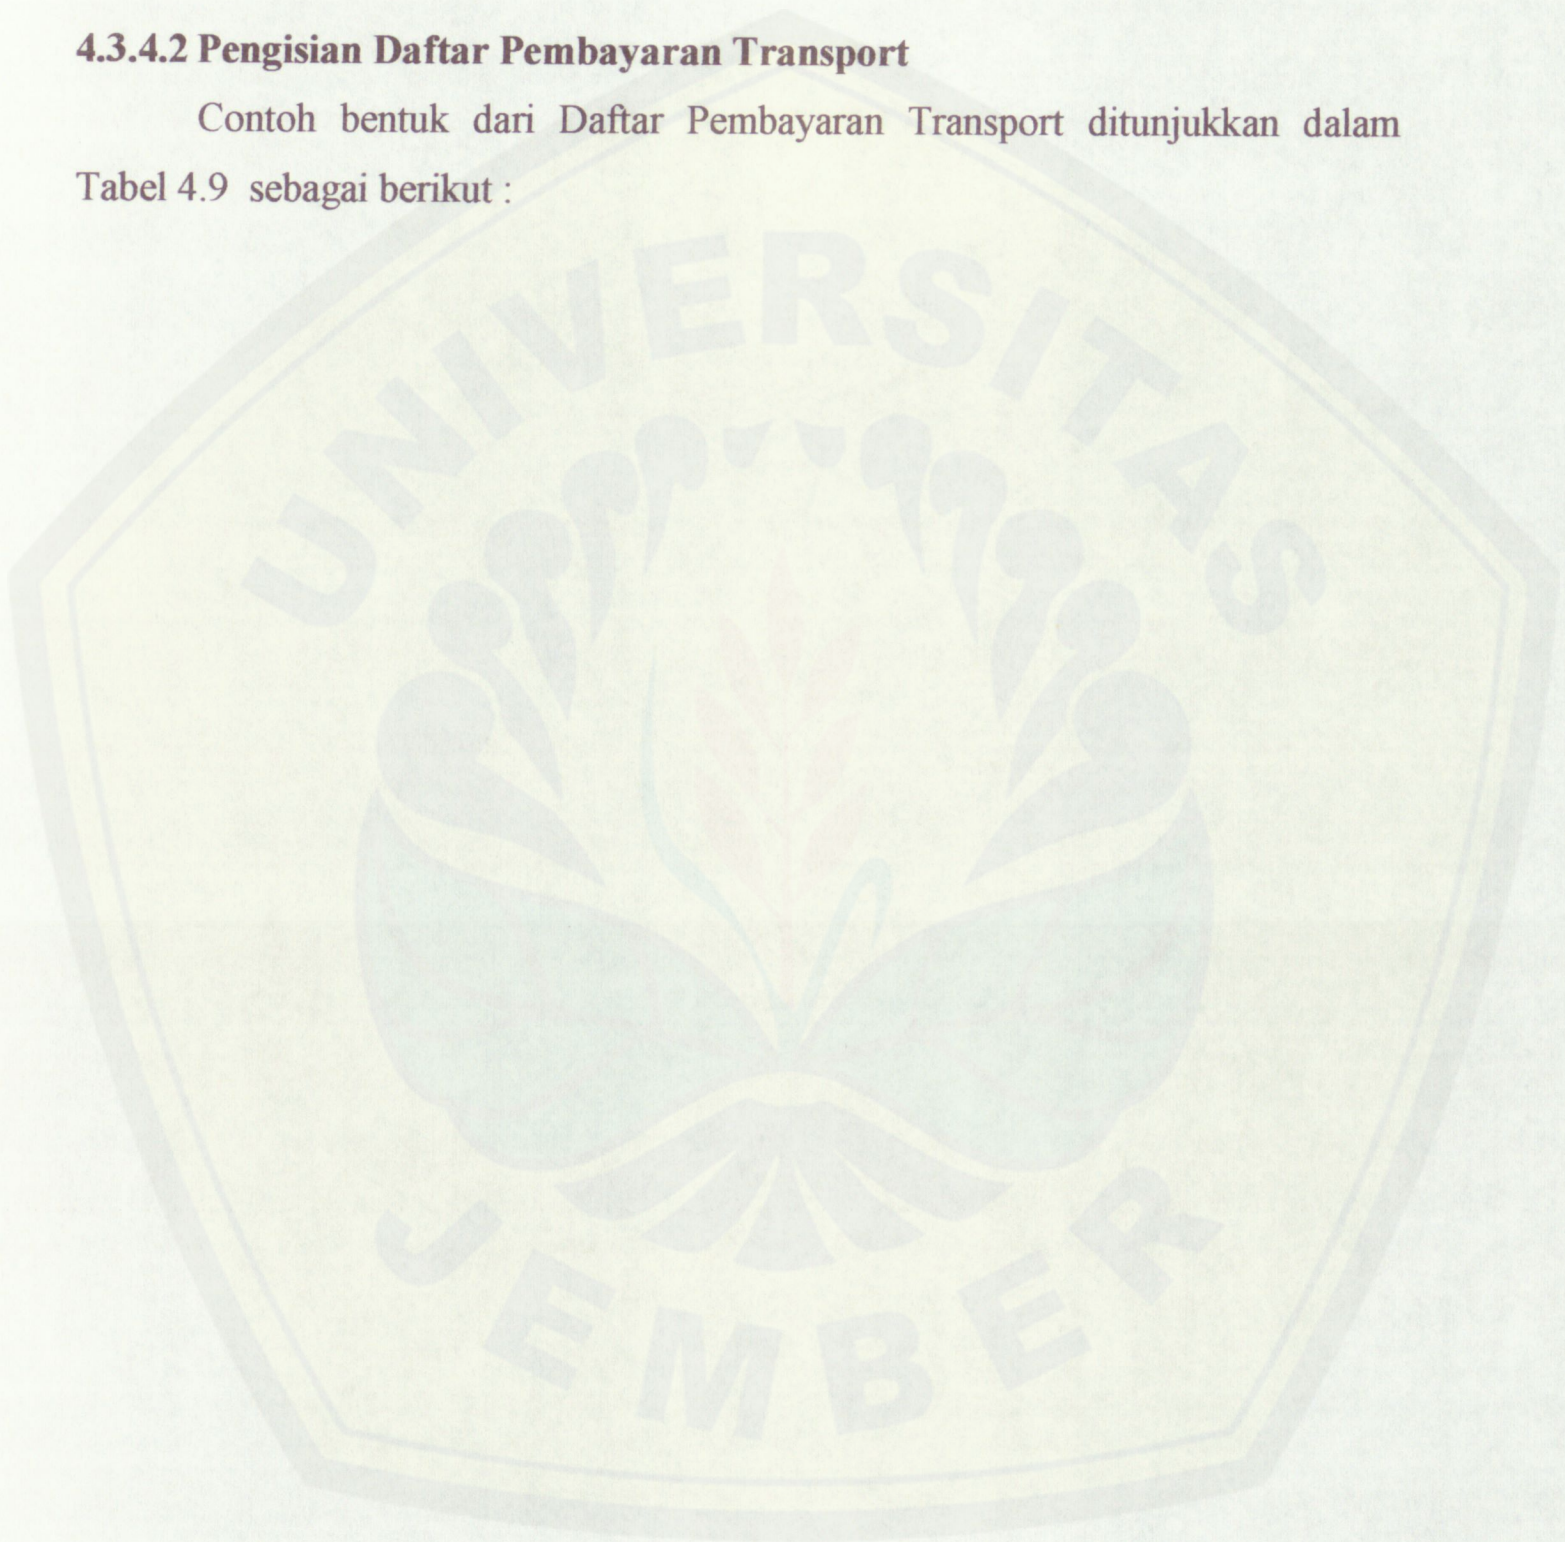 4.3.4.2 Pengisian Daftar Pembayaran Transport
Contoh bentuk dari Daftar Pembayaran Transport ditunjukkan dalam
Tabel 4.9 sebagai berikut :
UNIVERSITAS
JEMBER